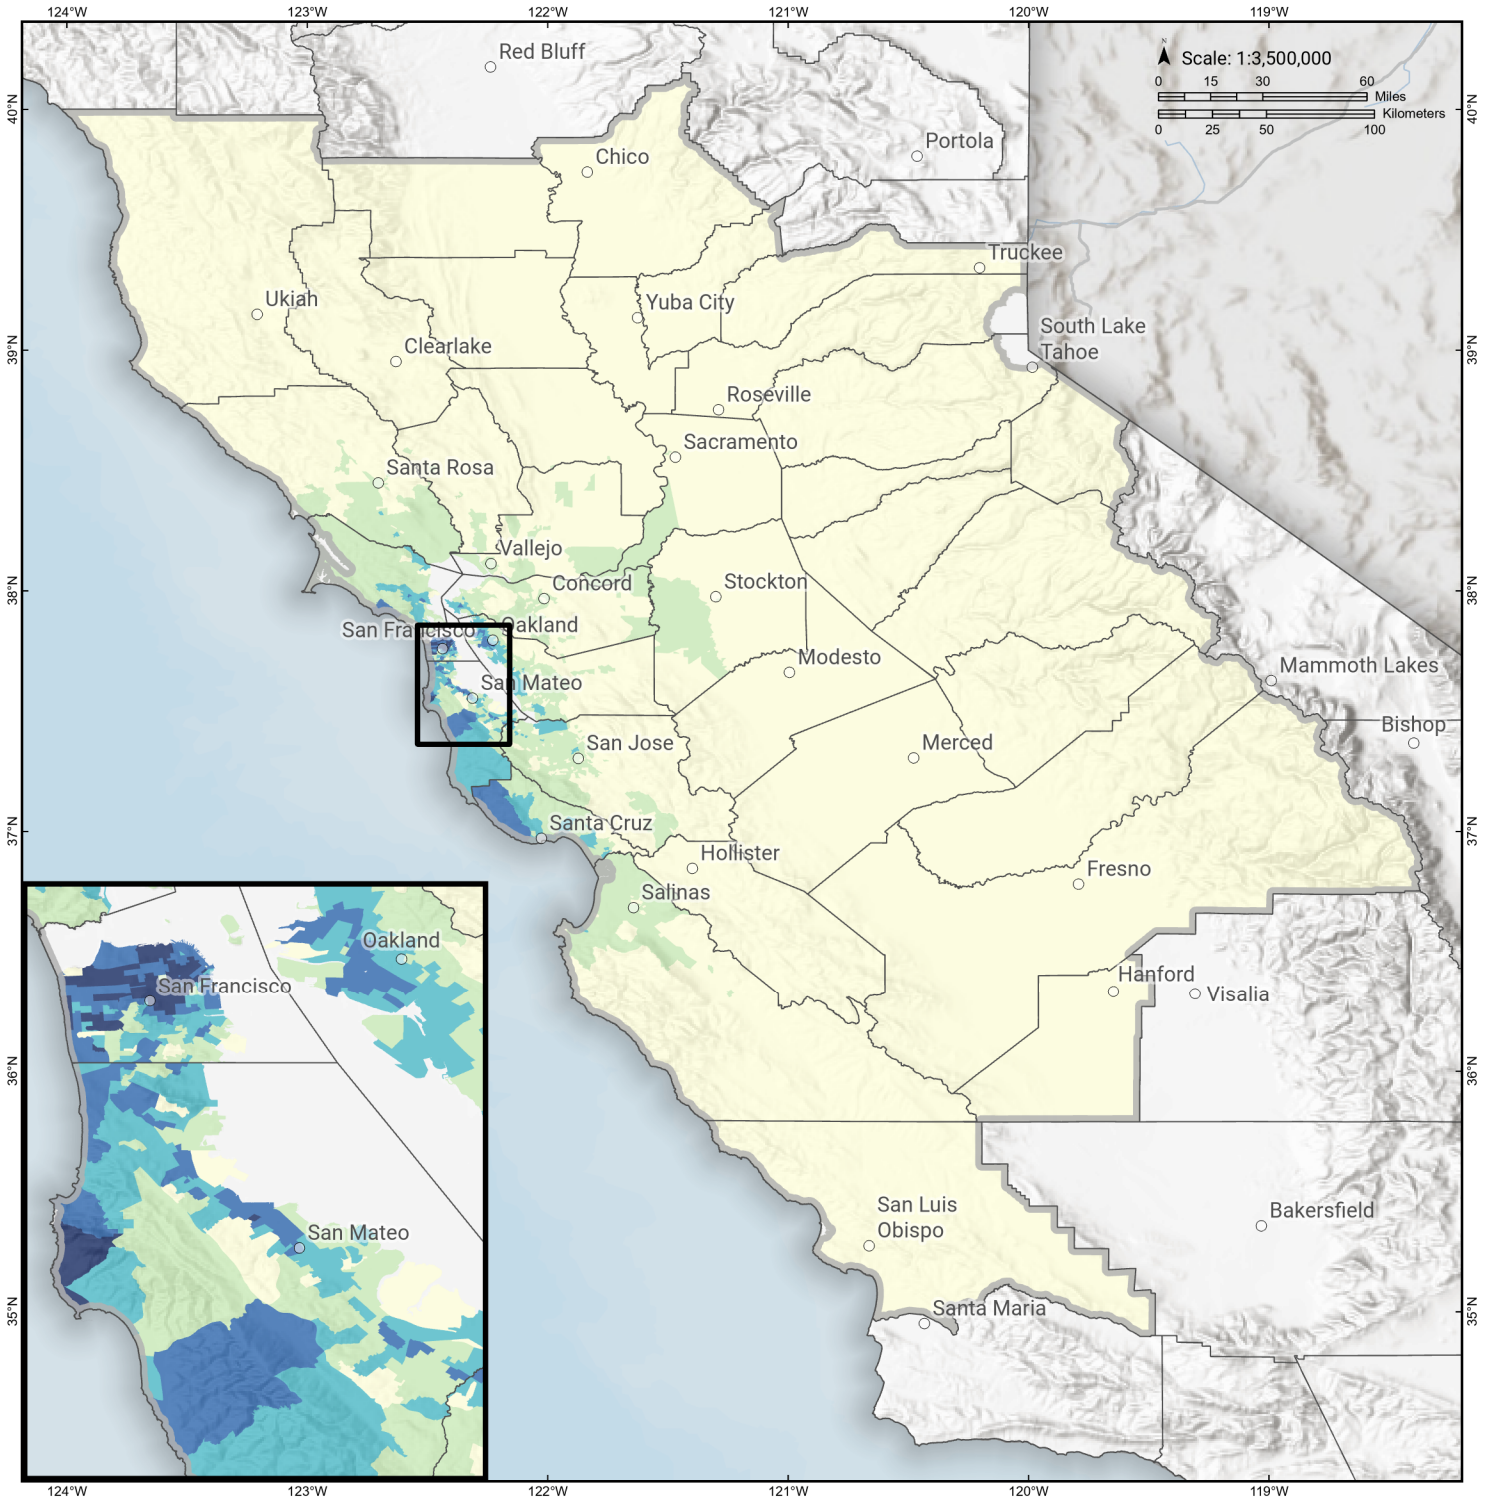 124°W
123°W
122°W
121°W
120°W
119°W
N
Scale: 1:3,500,000
0 15 30 60
Miles
Kilometers
0 25 50 100
40°N
40°N
Red Bluff
Portola
Chico
Truckee
Ukiah
Yuba City
South Lake
Tahoe
39°N
39°N
Clearlake
Roseville
Sacramento
Santa Rosa
Vallejo
Concord
Stockton
38°N
38°N
San Francisco
Oakland
Modesto
Mammoth Lakes
San Mateo
Bishop
San Jose
Merced
37°N
37°N
Santa Cruz
Hollister
Fresno
Salinas
Oakland
San Francisco
Hanford
Visalia
36°N
36°N
San Mateo
San Luis
Obispo
Bakersfield
35°N
35°N
Santa Maria
124°W
123°W
122°W
121°W
120°W
119°W